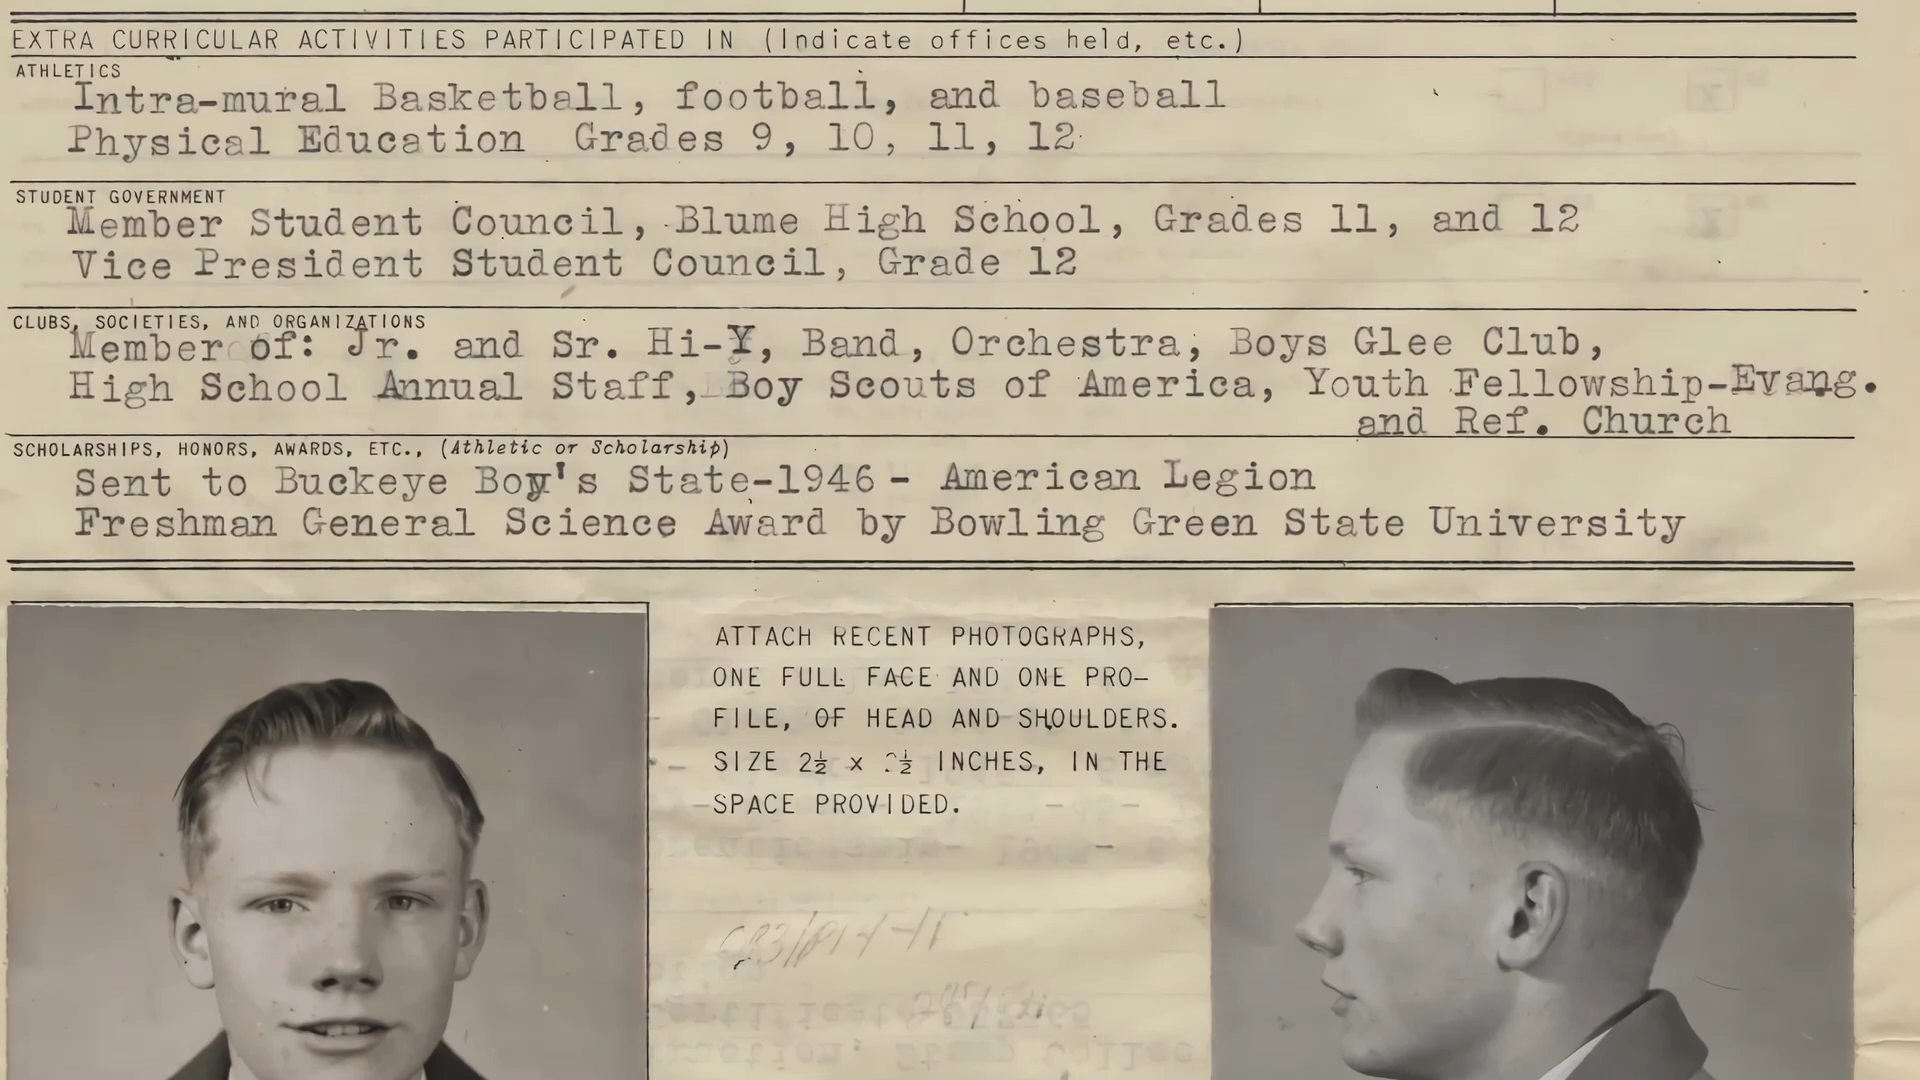 EXTRA CURRICULAR ACTIVITIES PARTICIPATED IN (Indicate offices held, etc.)
ATHLETICS
Intra-mural Basketball, football, and baseball
Physical Education Grades 9, 10, 11, 12
STUDENT GOVERNMENT
Member Student Council, Blume High School, Grades 11, and 12
Vice President Student Council, Grade 12
CLUBS, SOCIETIES, AND ORGANIZATIONS
Member of: Jr. and Sr. Hi-Y, Band, Orchestra, Boys Glee Club,
High School Annual Staff, Boy Scouts of America, Youth Fellowship-Evang.
and Ref. Church
SCHOLARSHIPS, HONORS, AWARDS, ETC., (Athletic or Scholarship)
Sent to Buckeye Boy's State-1946 - American Legion
Freshman General Science Award by Bowling Green State University
ATTACH RECENT PHOTOGRAPHS,
ONE FULL FACE AND ONE PRO-
FILE, OF HEAD AND SHOULDERS.
SIZE 2½ x 2½ INCHES, IN THE
SPACE PROVIDED.